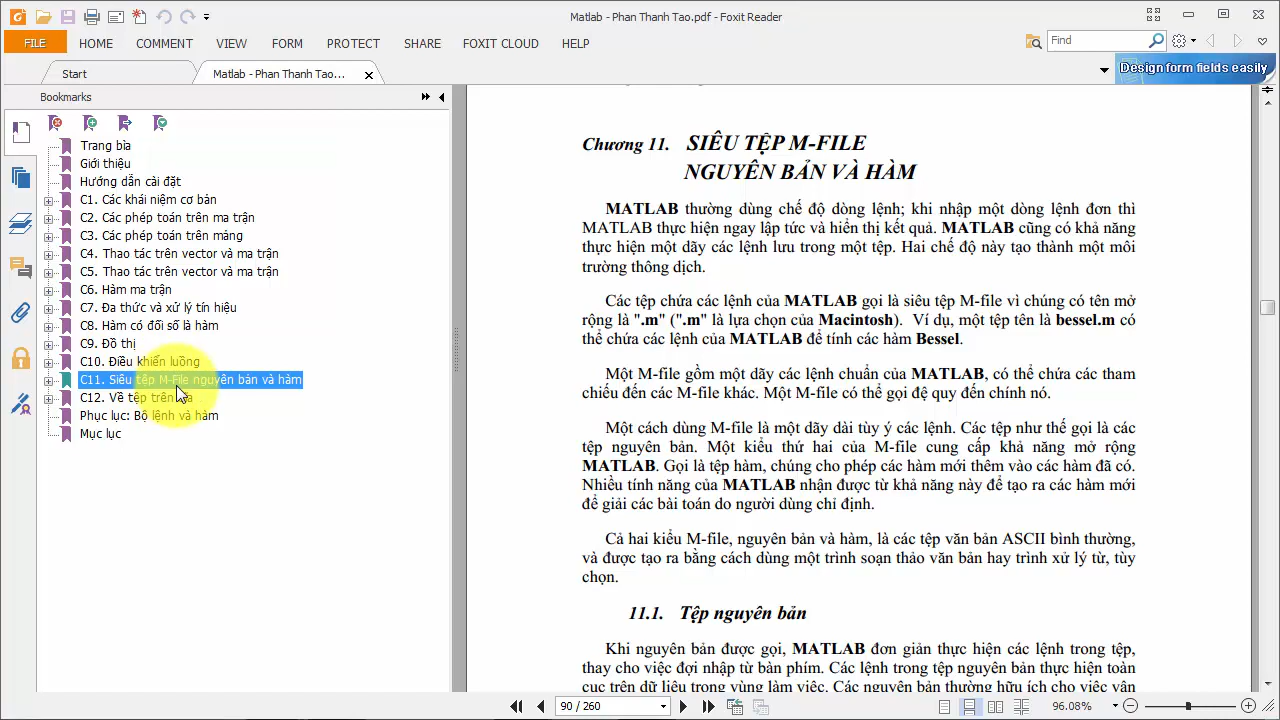 Matlab - Phan Thanh Tao.pdf - Foxit Reader
FILE HOME COMMENT VIEW FORM PROTECT SHARE FOXIT CLOUD HELP
Find
Start
Matlab - Phan Thanh Tao...
Design form fields easily
Bookmarks
Trang bìa
Giới thiệu
Hướng dẫn cài đặt
C1. Các khái niệm cơ bản
C2. Các phép toán trên ma trận
C3. Các phép toán trên mảng
C4. Thao tác trên vector và ma trận
C5. Thao tác trên vector và ma trận
C6. Hàm ma trận
C7. Đa thức và xử lý tín hiệu
C8. Hàm có đối số là hàm
C9. Đồ thị
C10. Điều khiển luồng
C11. Siêu tệp M-File nguyên bản và hàm
C12. Về tệp trên
Phục lục: Bộ lệnh và hàm
Mục lục
Chương 11. SIÊU TỆP M-FILE
NGUYÊN BẢN VÀ HÀM
MATLAB thường dùng chế độ dòng lệnh; khi nhập một dòng lệnh đơn thì
MATLAB thực hiện ngay lập tức và hiển thị kết quả. MATLAB cũng có khả năng
thực hiện một dãy các lệnh lưu trong một tệp. Hai chế độ này tạo thành một môi
trường thông dịch.
Các tệp chứa các lệnh của MATLAB gọi là siêu tệp M-file vì chúng có tên mở
rộng là ".m" (".m" là lựa chọn của Macintosh). Ví dụ, một tệp tên là bessel.m có
thể chứa các lệnh của MATLAB để tính các hàm Bessel.
Một M-file gồm một dãy các lệnh chuẩn của MATLAB, có thể chứa các tham
chiếu đến các M-file khác. Một M-file có thể gọi đệ quy đến chính nó.
Một cách dùng M-file là một dãy dài tùy ý các lệnh. Các tệp như thế gọi là các
tệp nguyên bản. Một kiểu thứ hai của M-file cung cấp khả năng mở rộng
MATLAB. Gọi là tệp hàm, chúng cho phép các hàm mới thêm vào các hàm đã có.
Nhiều tính năng của MATLAB nhận được từ khả năng này để tạo ra các hàm mới
để giải các bài toán do người dùng chỉ định.
Cả hai kiểu M-file, nguyên bản và hàm, là các tệp văn bản ASCII bình thường,
và được tạo ra bằng cách dùng một trình soạn thảo văn bản hay trình xử lý từ, tùy
chọn.
11.1. Tệp nguyên bản
Khi nguyên bản được gọi, MATLAB đơn giản thực hiện các lệnh trong tệp,
thay cho việc đợi nhập từ bàn phím. Các lệnh trong tệp nguyên bản thực hiện toàn
cục trên dữ liệu trong vùng làm việc. Các nguyên bản thường hữu ích cho việc vận
90 / 260
96.08%